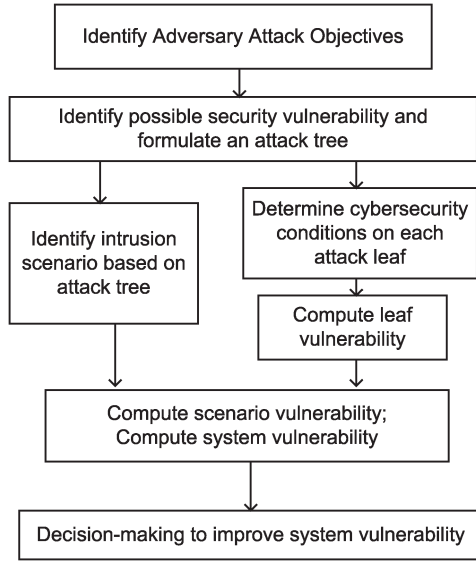 Identify Adversary Attack Objectives
Identify possible security vulnerability and
formulate an attack tree
Identify intrusion
scenario based on
attack tree
Determine cybersecurity
conditions on each
attack leaf
Compute leaf
vulnerability
Compute scenario vulnerability;
Compute system vulnerability
Decision-making to improve system vulnerability